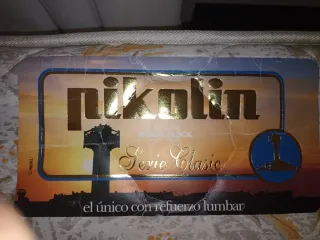 pikolin
Serie Clasic
el único con refuerzo lumbar